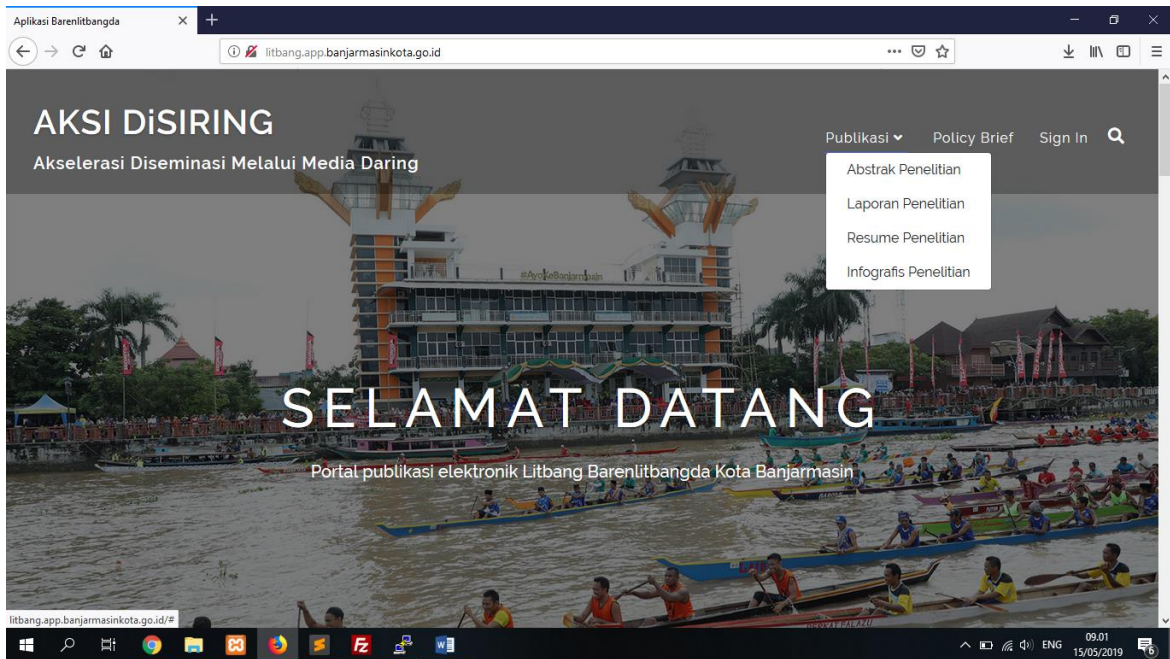 Aplikasi Barenlitbangda
litbang.app.banjarmasinkota.go.id
AKSI DiSIRING
Akselerasi Diseminasi Melalui Media Daring
Publikasi
Policy Brief
Sign In
Abstrak Penelitian
Laporan Penelitian
Resume Penelitian
Infografis Penelitian
#AyoKeBanjarmasin
SELAMAT DATANG
Portal publikasi elektronik Litbang Barenlitbangda Kota Banjarmasin
litbang.app.banjarmasinkota.go.id/#
ENG
09.01
15/05/2019
6